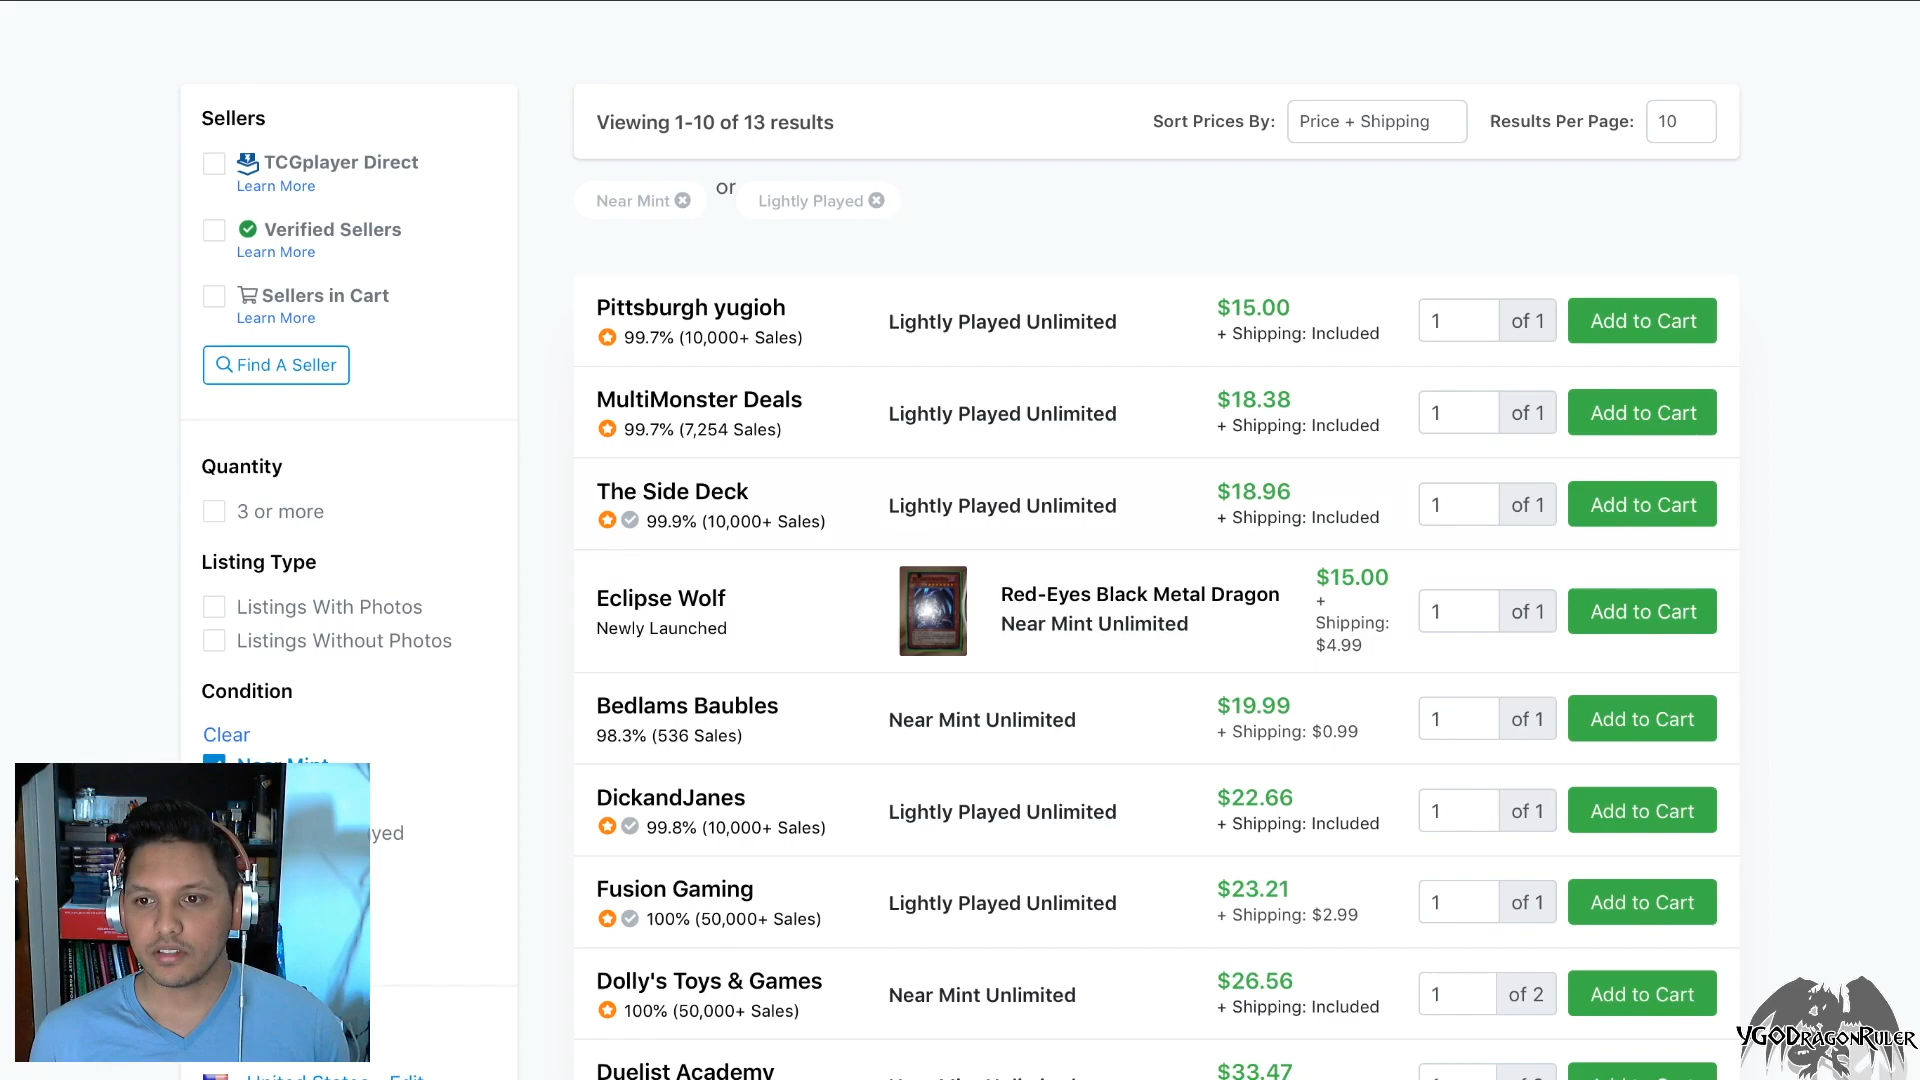 Sellers
TCGplayer Direct
Learn More
Verified Sellers
Learn More
Sellers in Cart
Learn More
Find A Seller
Quantity
3 or more
Listing Type
Listings With Photos
Listings Without Photos
Condition
Clear
Near Mint
yed
United States Edit
Viewing 1-10 of 13 results
Sort Prices By: Price + Shipping Results Per Page: 10
Near Mint or Lightly Played
Pittsburgh yugioh
99.7% (10,000+ Sales)
Lightly Played Unlimited
$15.00
+ Shipping: Included
1 of 1 Add to Cart
MultiMonster Deals
99.7% (7,254 Sales)
Lightly Played Unlimited
$18.38
+ Shipping: Included
1 of 1 Add to Cart
The Side Deck
99.9% (10,000+ Sales)
Lightly Played Unlimited
$18.96
+ Shipping: Included
1 of 1 Add to Cart
Eclipse Wolf
Newly Launched
Red-Eyes Black Metal Dragon
Near Mint Unlimited
$15.00
+
Shipping:
$4.99
1 of 1 Add to Cart
Bedlams Baubles
98.3% (536 Sales)
Near Mint Unlimited
$19.99
+ Shipping: $0.99
1 of 1 Add to Cart
DickandJanes
99.8% (10,000+ Sales)
Lightly Played Unlimited
$22.66
+ Shipping: Included
1 of 1 Add to Cart
Fusion Gaming
100% (50,000+ Sales)
Lightly Played Unlimited
$23.21
+ Shipping: $2.99
1 of 1 Add to Cart
Dolly's Toys & Games
100% (50,000+ Sales)
Near Mint Unlimited
$26.56
+ Shipping: Included
1 of 2 Add to Cart
Duelist Academy
$33.47
YGODragonRuler